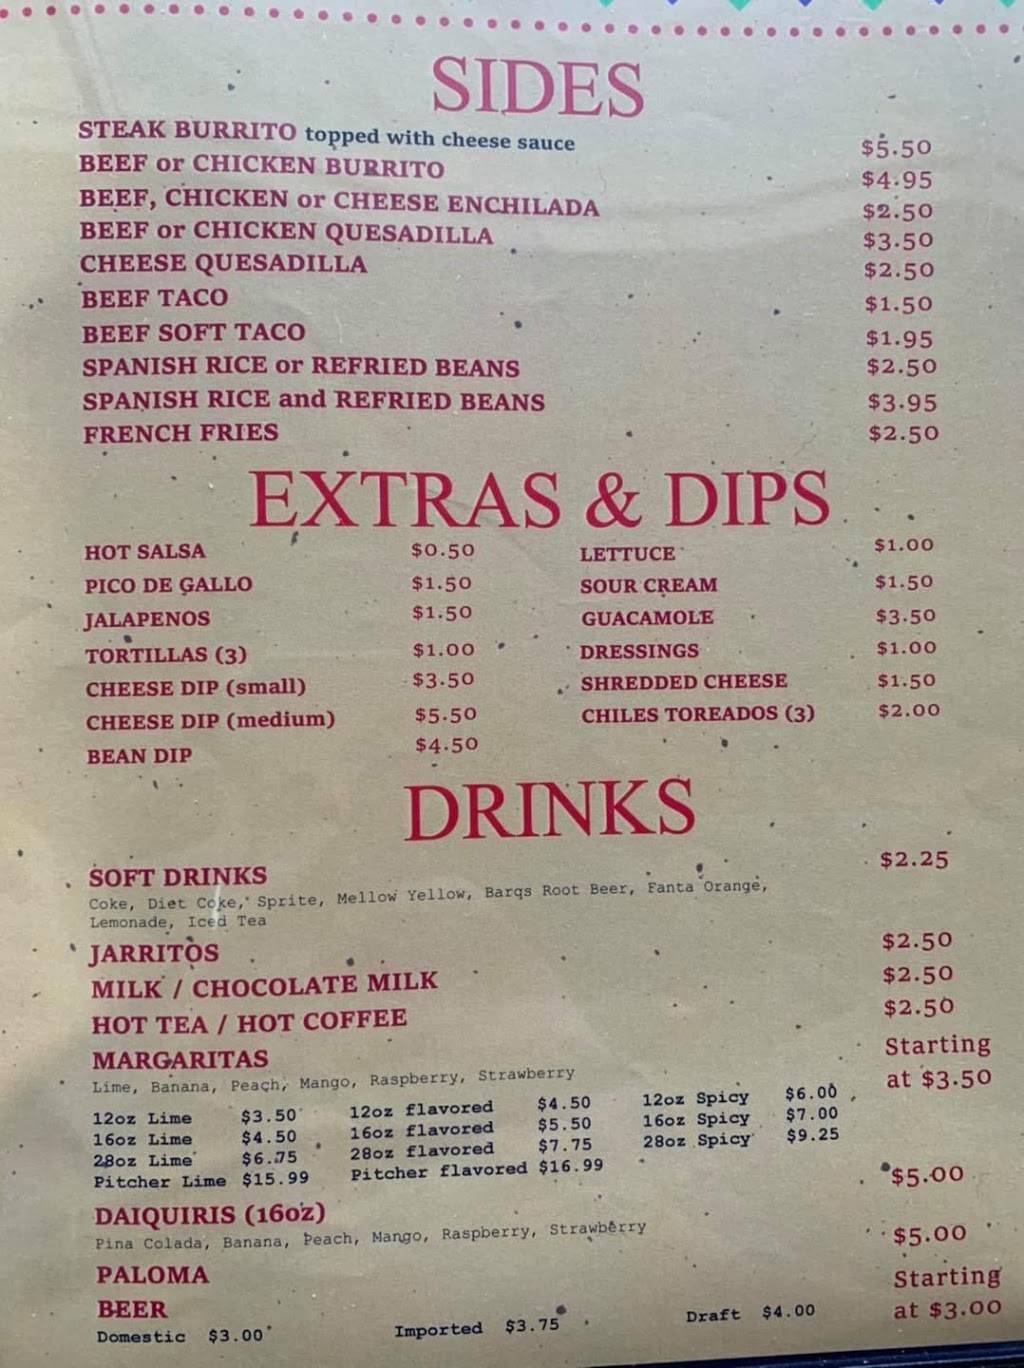 SIDES
STEAK BURRITO topped with cheese sauce $5.50
BEEF or CHICKEN BURRITO $4.95
BEEF, CHICKEN or CHEESE ENCHILADA $2.50
BEEF or CHICKEN QUESADILLA $3.50
CHEESE QUESADILLA $2.50
BEEF TACO $1.50
BEEF SOFT TACO $1.95
SPANISH RICE or REFRIED BEANS $2.50
SPANISH RICE and REFRIED BEANS $3.95
FRENCH FRIES $2.50
EXTRAS & DIPS
HOT SALSA $0.50 LETTUCE $1.00
PICO DE GALLO $1.50 SOUR CREAM $1.50
JALAPENOS $1.50 GUACAMOLE $3.50
TORTILLAS (3) $1.00 DRESSINGS $1.00
CHEESE DIP (small) $3.50 SHREDDED CHEESE $1.50
CHEESE DIP (medium) $5.50 CHILES TOREADOS (3) $2.00
BEAN DIP $4.50
DRINKS
SOFT DRINKS $2.25
Coke, Diet Coke, Sprite, Mellow Yellow, Barqs Root Beer, Fanta Orange,
Lemonade, Iced Tea
JARRITOS $2.50
MILK / CHOCOLATE MILK $2.50
HOT TEA / HOT COFFEE $2.50
MARGARITAS Starting
Lime, Banana, Peach, Mango, Raspberry, Strawberry at $3.50
12oz Lime $3.50 12oz flavored $4.50 12oz Spicy $6.00
16oz Lime $4.50 16oz flavored $5.50 16oz Spicy $7.00
28oz Lime $6.75 28oz flavored $7.75 28oz Spicy $9.25
Pitcher Lime $15.99 Pitcher flavored $16.99
DAIQUIRIS (16oz) $5.00
Pina Colada, Banana, Peach, Mango, Raspberry, Strawberry
PALOMA $5.00
BEER Starting
at $3.00
Domestic $3.00 Imported $3.75 Draft $4.00